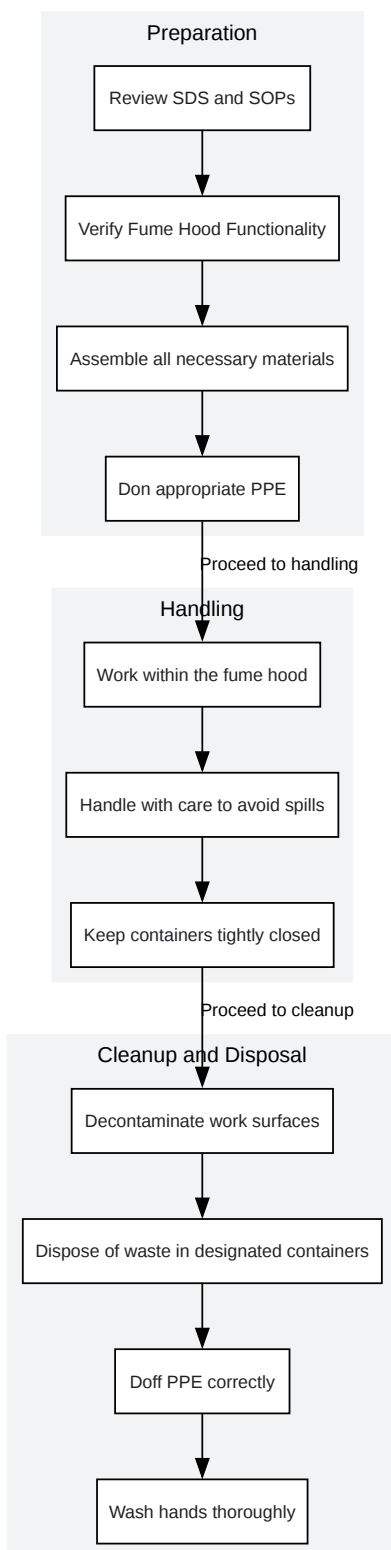 Preparation
Review SDS and SOPs
Verify Fume Hood Functionality
Assemble all necessary materials
Don appropriate PPE
Proceed to handling
Handling
Work within the fume hood
Handle with care to avoid spills
Keep containers tightly closed
Proceed to cleanup
Cleanup and Disposal
Decontaminate work surfaces
Dispose of waste in designated containers
Doff PPE correctly
Wash hands thoroughly